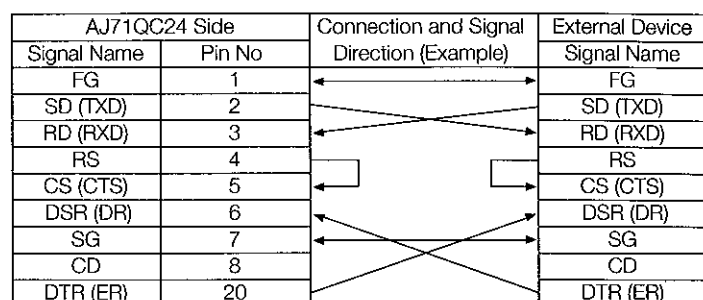 AJ71QC24 Side Connection and Signal External Device
Signal Name Pin No Direction (Example) Signal Name
FG 1 FG
SD (TXD) 2 SD (TXD)
RD (RXD) 3 RD (RXD)
RS 4 RS
CS (CTS) 5 CS (CTS)
DSR (DR) 6 DSR (DR)
SG 7 SG
CD 8 CD
DTR (ER) 20 DTR (ER)